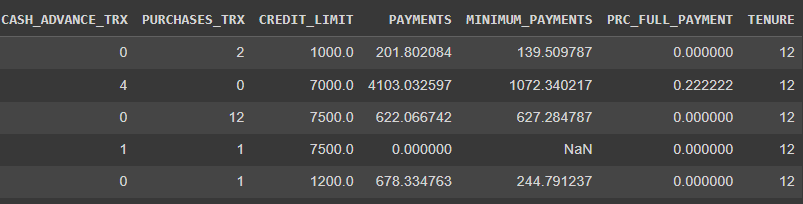 CASH_ADVANCE_TRX PURCHASES_TRX CREDIT_LIMIT PAYMENTS MINIMUM_PAYMENTS PRC_FULL_PAYMENT TENURE
0 2 1000.0 201.802084 139.509787 0.000000 12
4 0 7000.0 4103.032597 1072.340217 0.222222 12
0 12 7500.0 622.066742 627.284787 0.000000 12
1 1 7500.0 0.000000 NaN 0.000000 12
0 1 1200.0 678.334763 244.791237 0.000000 12